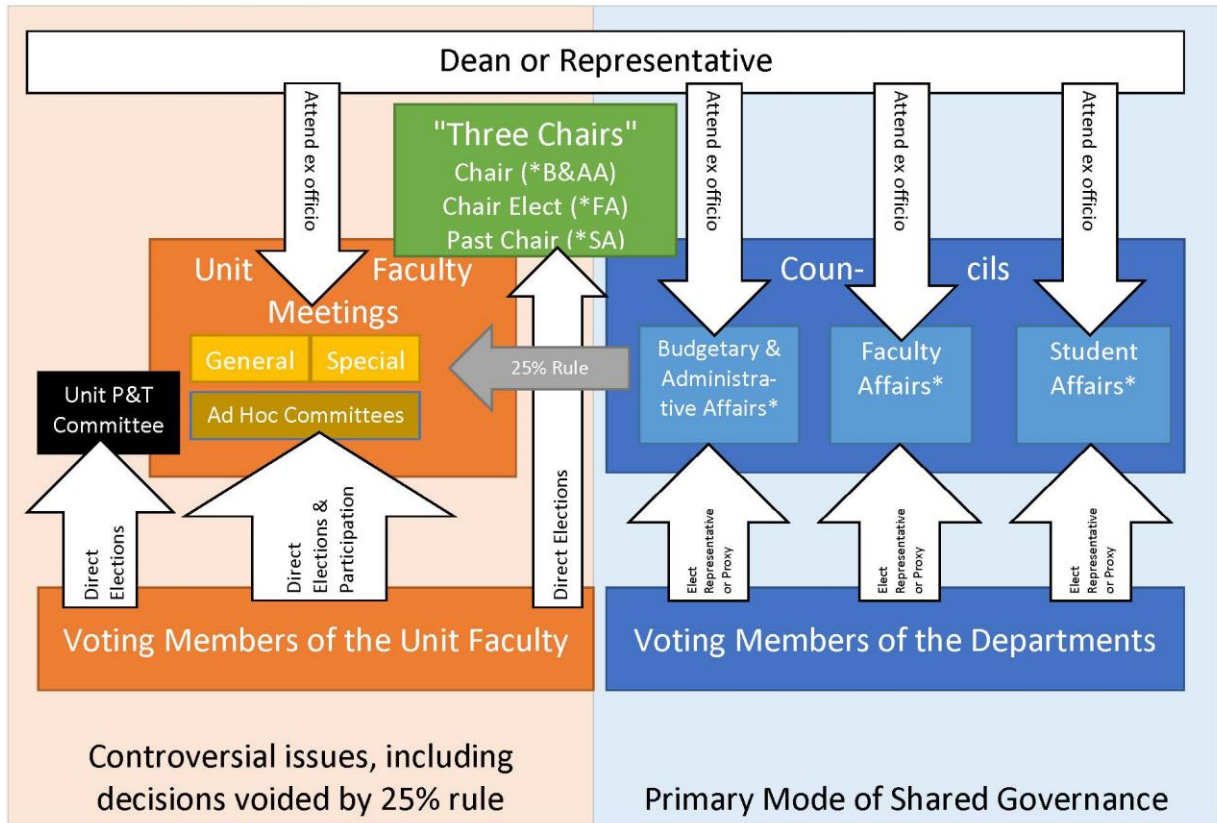 Dean or Representative
Attend ex officio
Attend ex officio
Attend ex officio
Attend ex officio
"Three Chairs"
Chair (*B&AA)
Chair Elect (*FA)
Past Chair (*SA)
Unit Faculty
Meetings
General Special
Ad Hoc Committees
Unit P&T
Committee
25% Rule
Coun- cils
Budgetary &
Administra-
tive Affairs*
Faculty
Affairs*
Student
Affairs*
Direct
Elections
Direct
Elections &
Participation
Direct Elections
Elect
Representative
or Proxy
Elect
Representative
or Proxy
Elect
Representative
or Proxy
Voting Members of the Unit Faculty
Voting Members of the Departments
Controversial issues, including
decisions voided by 25% rule
Primary Mode of Shared Governance